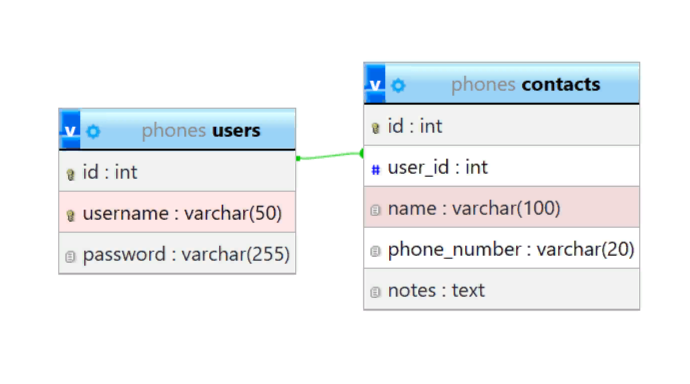 v phones users
id : int
username : varchar(50)
password : varchar(255)
v phones contacts
id : int
# user_id : int
name : varchar(100)
phone_number : varchar(20)
notes : text